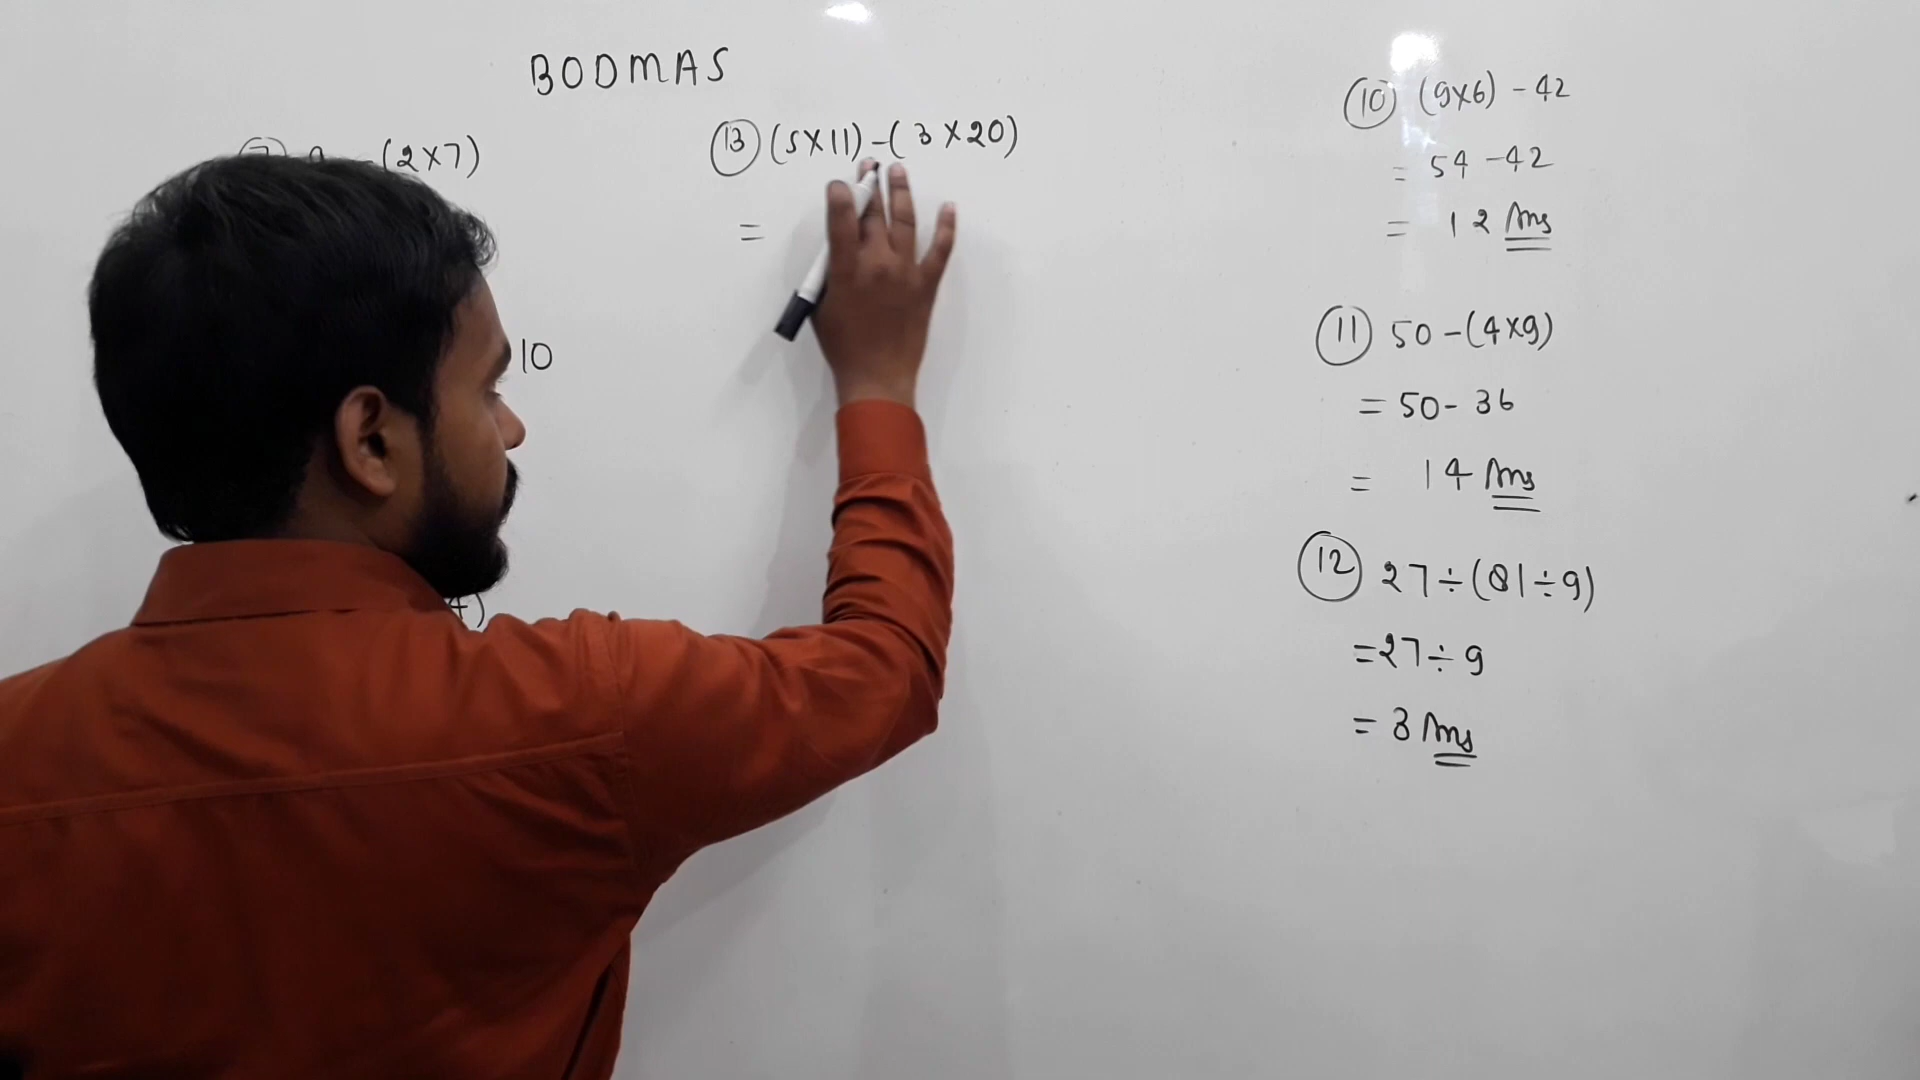 BODMAS
(2×7)
10
4)
(13) (5×11)-(3×20)
=
(10) (9×6) - 42
= 54 - 42
= 12 Ans
(11) 50 - (4×9)
= 50 - 36
= 14 Ans
(12) 27÷(81÷9)
= 27÷9
= 3 Ans